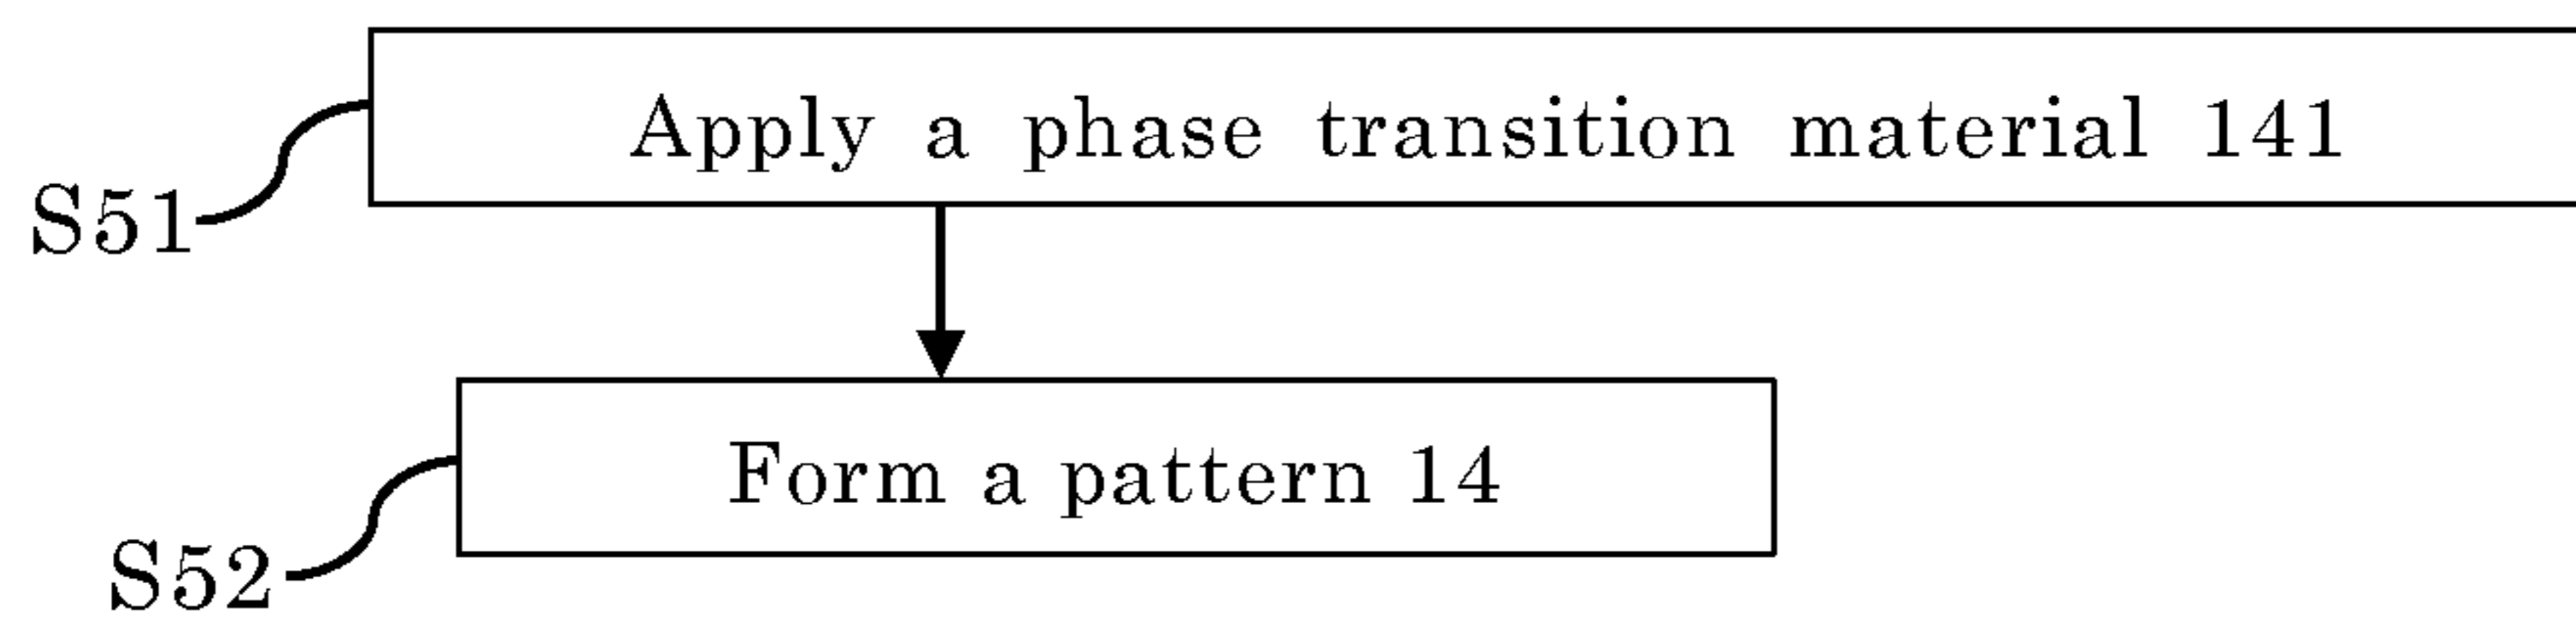 Apply a phase transition material 141
S51
Form a pattern 14
S52